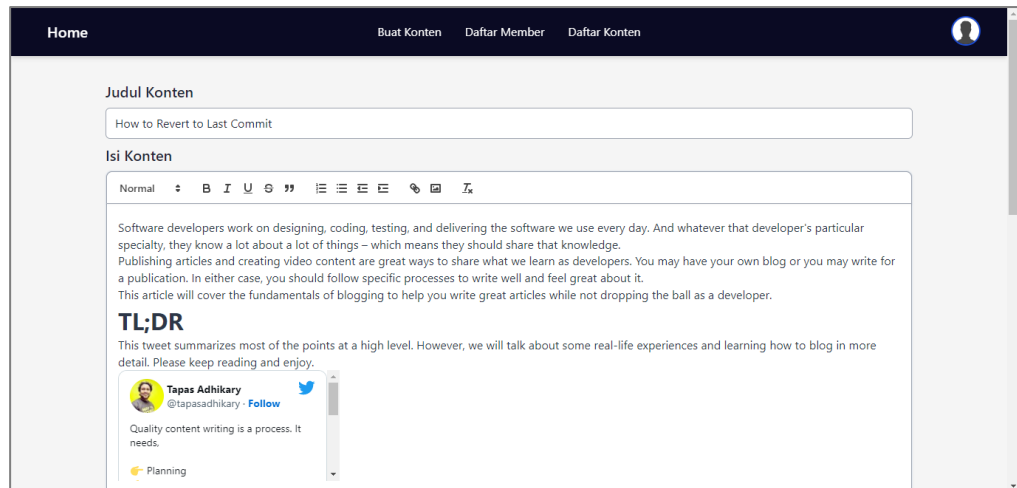 Home Buat Konten Daftar Member Daftar Konten
Judul Konten
How to Revert to Last Commit
Isi Konten
Normal B I U S
Software developers work on designing, coding, testing, and delivering the software we use every day. And whatever that developer's particular
specialty, they know a lot about a lot of things – which means they should share that knowledge.
Publishing articles and creating video content are great ways to share what we learn as developers. You may have your own blog or you may write for
a publication. In either case, you should follow specific processes to write well and feel great about it.
This article will cover the fundamentals of blogging to help you write great articles while not dropping the ball as a developer.
TL;DR
This tweet summarizes most of the points at a high level. However, we will talk about some real-life experiences and learning how to blog in more
detail. Please keep reading and enjoy.
Tapas Adhikary
@tapasadhikary · Follow
Quality content writing is a process. It
needs,
👉 Planning